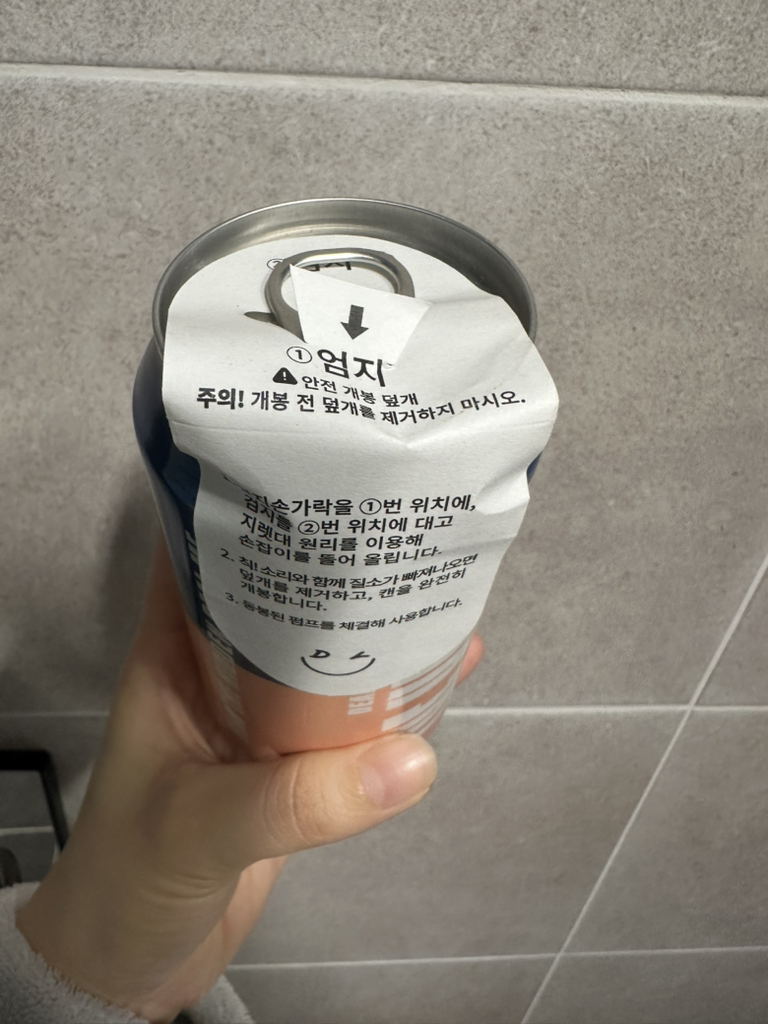 ② 엄지
① 엄지
안전 개봉 덮개
주의! 개봉 전 덮개를 제거하지 마시오.
손가락을 ①번 위치에,
검지를 ②번 위치에 대고
지렛대 원리를 이용해
손잡이를 뜰어 올립니다.
2. 칙! 소리와 함께 질소가 빠져나오면
덮개를 제거하고, 캔을 완전히
개봉합니다.
3. 동봉된 펌프를 체결해 사용합니다.